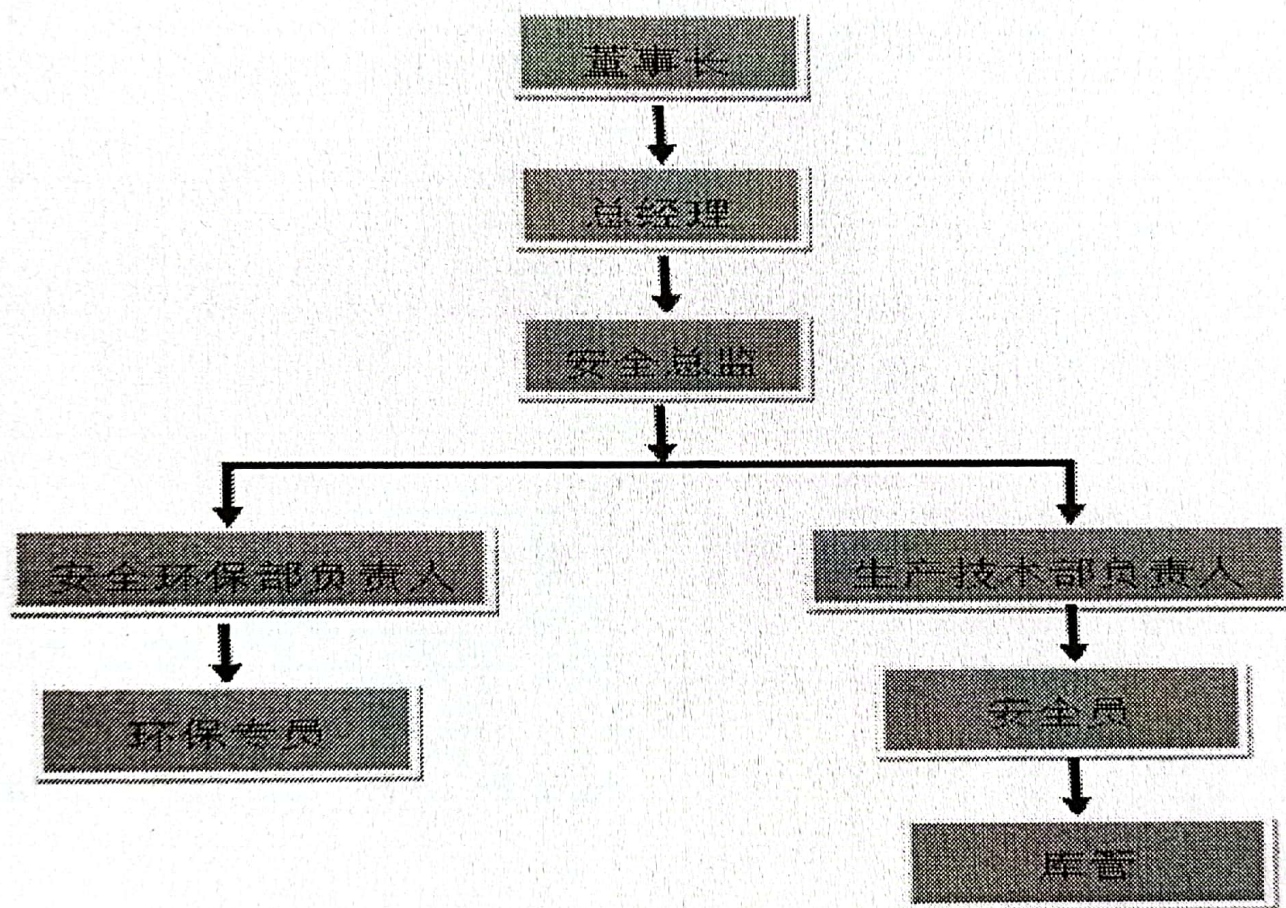 董事长
总经理
安全总监
安全环保部负责人
生产技术部负责人
环保专员
安全员
库管